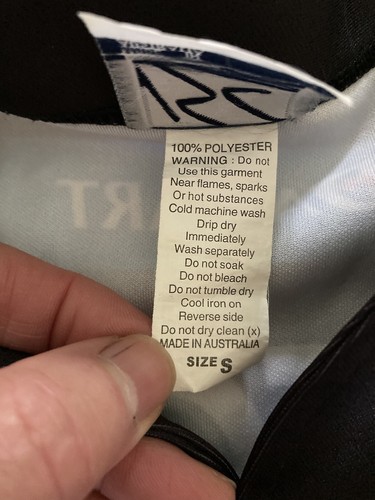 100% POLYESTER
WARNING : Do not
Use this garment
Near flames, sparks
Or hot substances
Cold machine wash
Drip dry
Immediately
Wash separately
Do not soak
Do not bleach
Do not tumble dry
Cool iron on
Reverse side
Do not dry clean (x)
MADE IN AUSTRALIA
SIZE S